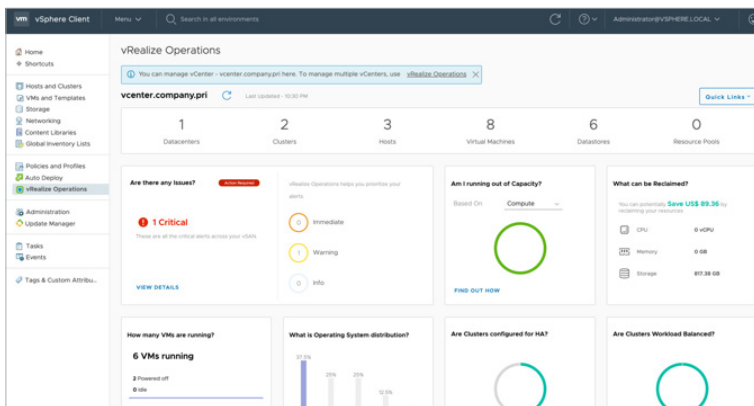 vm vSphere Client Menu Search in all environments Administrator@VSPHERE.LOCAL
Home
Shortcuts
Hosts and Clusters
VMs and Templates
Storage
Networking
Content Libraries
Global Inventory Lists
Policies and Profiles
Auto Deploy
vRealize Operations
Administration
Update Manager
Tasks
Events
Tags & Custom Attribu...
vRealize Operations
You can manage vCenter - vcenter.company.pri here. To manage multiple vCenters, use vRealize Operations
vcenter.company.pri Last Updated - 10:30 PM Quick Links
1 2 3 8 6 0
Datacenters Clusters Hosts Virtual Machines Datastores Resource Pools
Are there any Issues? Action Required
1 Critical
These are all the critical alerts across your vSAN.
VIEW DETAILS
vRealize Operations helps you prioritize your
alerts
0 Immediate
1 Warning
0 Info
Am I running out of Capacity?
Based On Compute
FIND OUT HOW
What can be Reclaimed?
You can potentially Save US$ 89.36 by
reclaiming your resources
CPU 0 vCPU
Memory 0 GB
Storage 817.38 GB
How many VMs are running?
6 VMs running
2 Powered off
0 Idle
What is Operating System distribution?
37.5%
25% 25%
12.5%
Are Clusters configured for HA?
Are Clusters Workload Balanced?